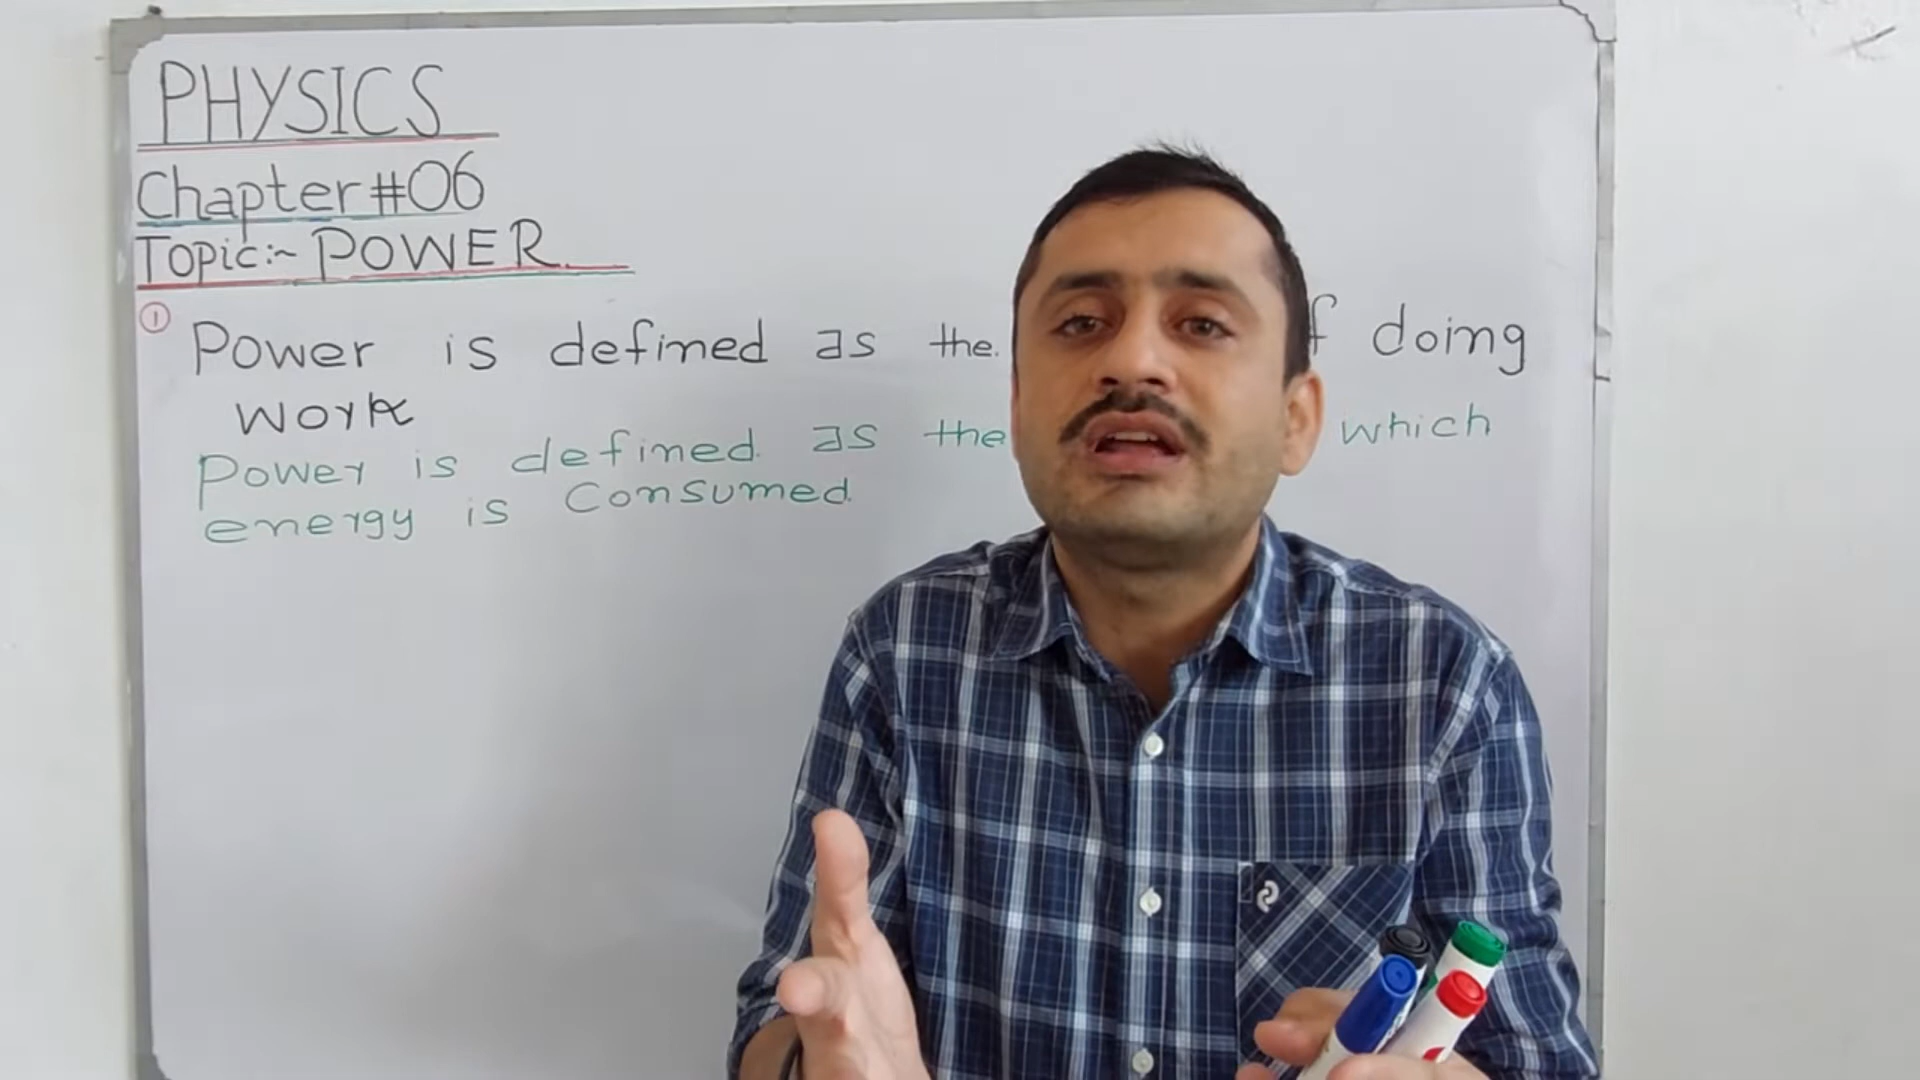 PHYSICS
Chapter #06
Topic:~ POWER
1 Power is defined as the doing
work
Power is defined as the which
energy is consumed